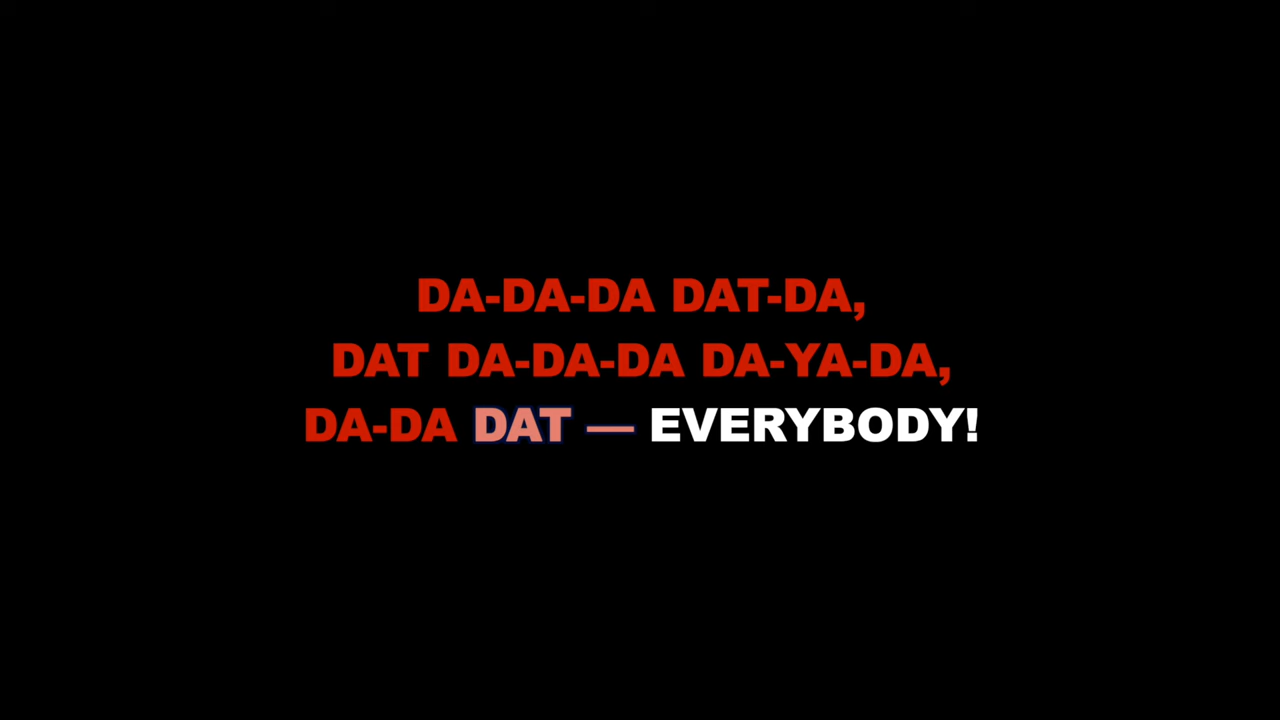 DA-DA-DA DAT-DA,
DAT DA-DA-DA DA-YA-DA,
DA-DA DAT — EVERYBODY!